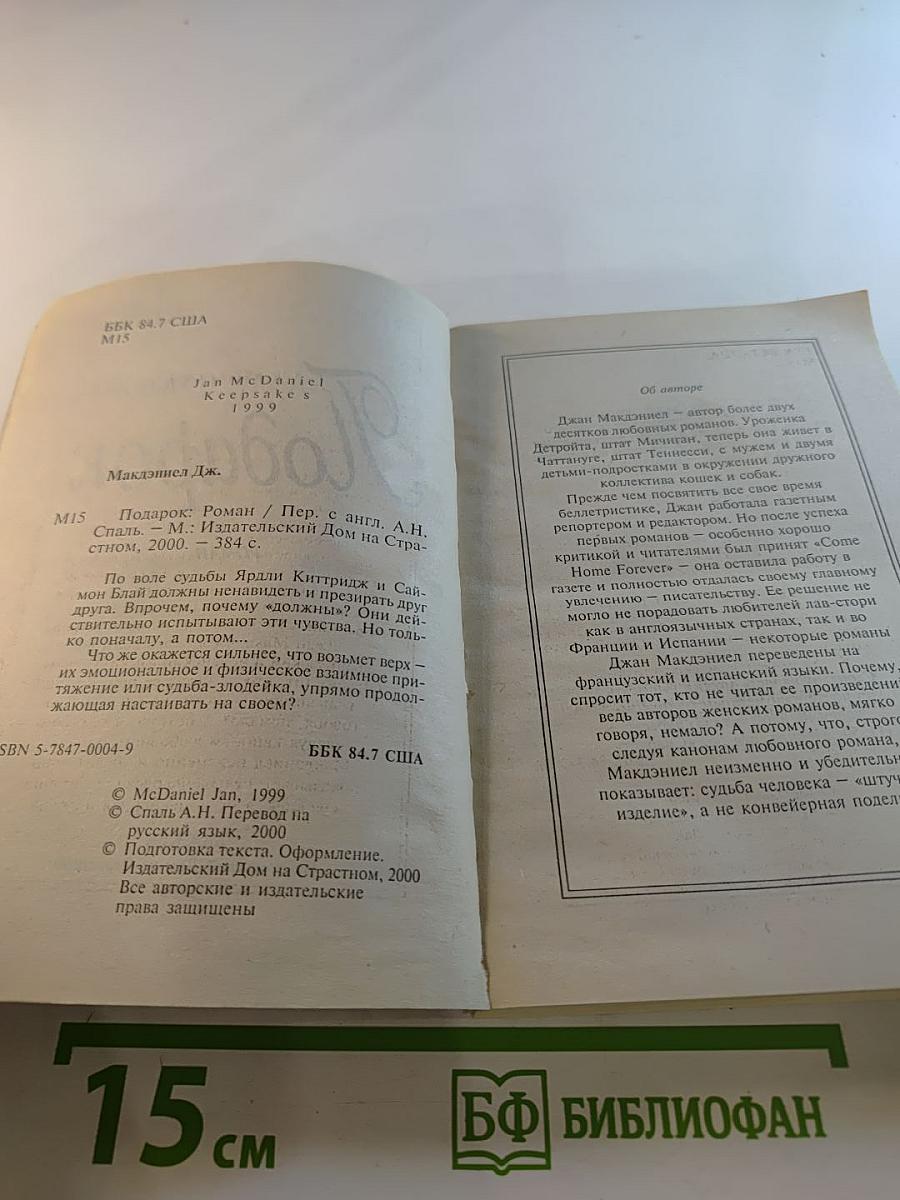 ББК 84.7 США
М15
Jan McDaniel
Keepsakes
1999
Макдэниел Дж.
М15 Подарок: Роман / Пер. с англ. А.Н.
Спаль. — М.: Издательский Дом на Стра-
стном, 2000. — 384 с.
По воле судьбы Ярдли Киттридж и Сай-
мон Блай должны ненавидеть и презирать друг
друга. Впрочем, почему «должны»? Они дей-
ствительно испытывают эти чувства. Но толь-
ко поначалу, а потом...
Что же окажется сильнее, что возьмет верх —
их эмоциональное и физическое взаимное при-
тяжение или судьба-злодейка, упрямо продол-
жающая настаивать на своем?
SBN 5-7847-0004-9 ББК 84.7 США
© McDaniel Jan, 1999
© Спаль А.Н. Перевод на
русский язык, 2000
© Подготовка текста. Оформление.
Издательский Дом на Страстном, 2000
Все авторские и издательские
права защищены
Об авторе
Джан Макдэниел — автор более двух
десятков любовных романов. Уроженка
Детройта, штат Мичиган, теперь она живет в
Чаттануге, штат Теннесси, с мужем и двумя
детьми-подростками в окружении дружного
коллектива кошек и собак.
Прежде чем посвятить все свое время
беллетристике, Джан работала газетным
репортером и редактором. Но после успеха
первых романов — особенно хорошо
критикой и читателями был принят «Come
Home Forever» — она оставила работу в
газете и полностью отдалась своему главному
увлечению — писательству. Ее решение не
могло не порадовать любителей лав-стори
как в англоязычных странах, так и во
Франции и Испании — некоторые романы
Джан Макдэниел переведены на
французский и испанский языки. Почему,
спросит тот, кто не читал ее произведени
ведь авторов женских романов, мягко
говоря, немало? А потому, что, строго
следуя канонам любовного романа,
Макдэниел неизменно и убедительн
показывает: судьба человека — «штуч
изделие», а не конвейерная подел
15 см
БФ БИБЛИОФАН